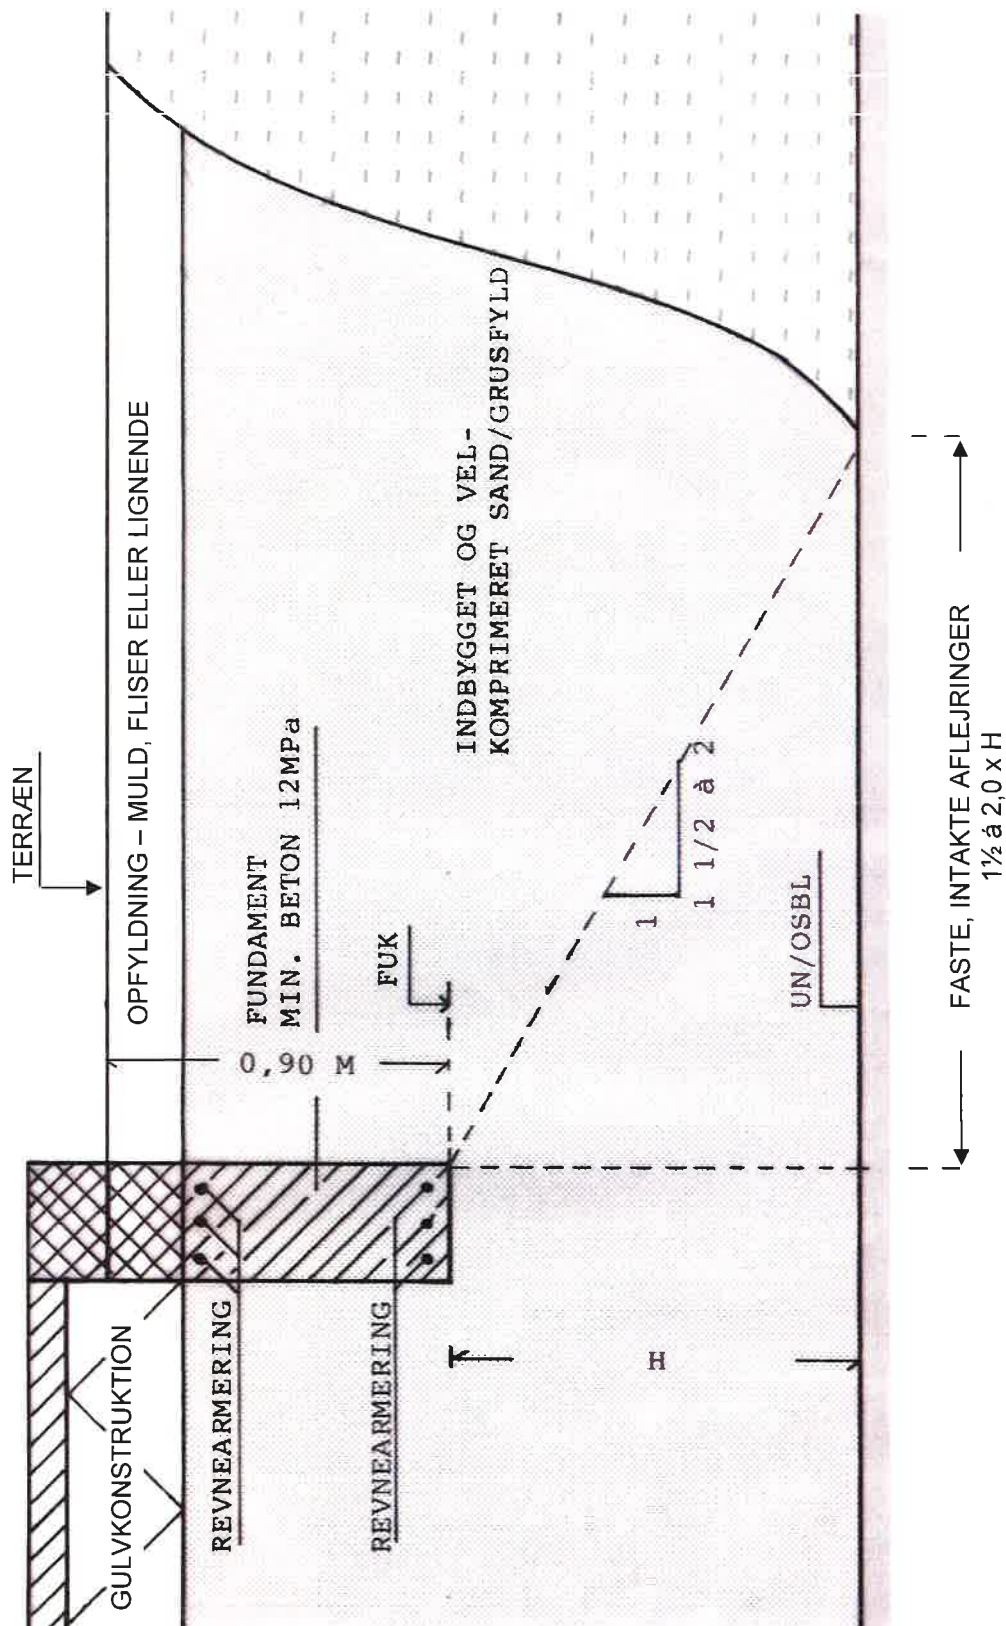 TERRÆN
OPFYLDNING – MULD, FLISER ELLER LIGNENDE
FUNDAMENT
MIN. BETON 12MPa
0,90 M
FUK
INDBYGGET OG VEL-
KOMPRIMERET SAND/GRUSFYLD
GULVKONSTRUKTION
REVNEARMERING
REVNEARMERING
H
1
1 1/2 à 2
UN/OSBL
FASTE, INTAKTE AFLEJRINGER
1½ á 2,0 x H